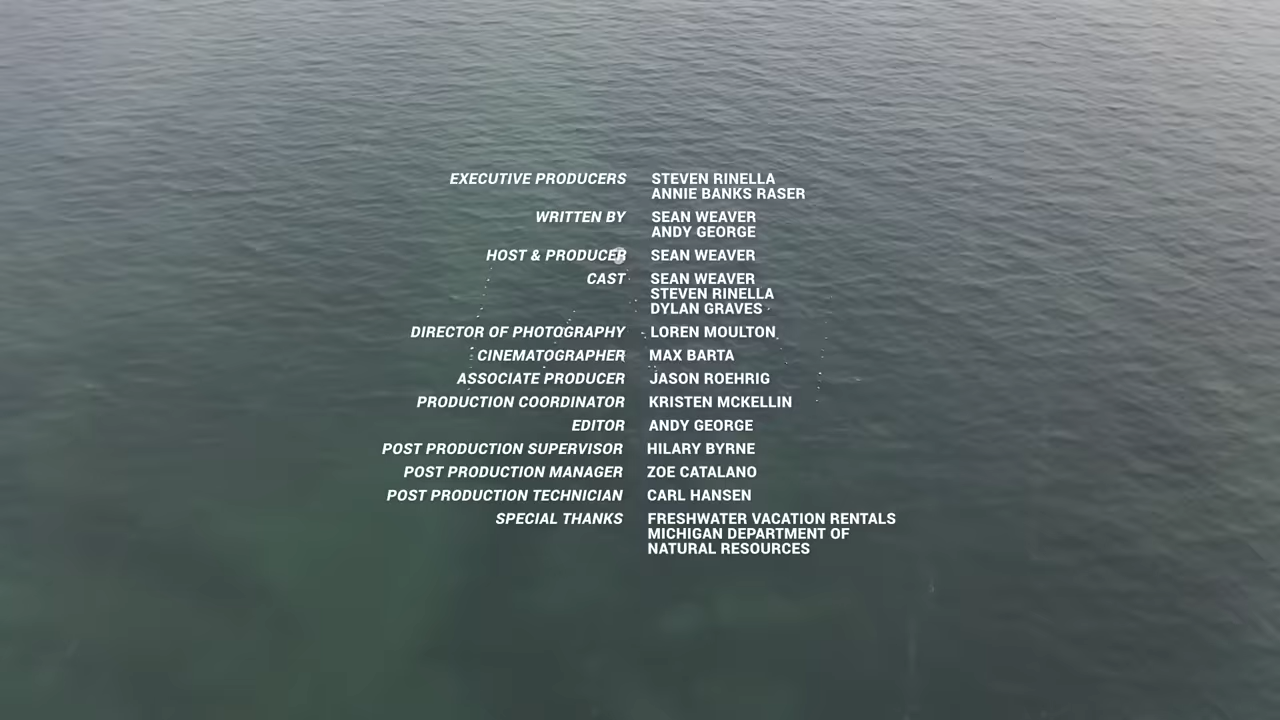 EXECUTIVE PRODUCERS STEVEN RINELLA
ANNIE BANKS RASER
WRITTEN BY SEAN WEAVER
ANDY GEORGE
HOST & PRODUCER SEAN WEAVER
CAST SEAN WEAVER
STEVEN RINELLA
DYLAN GRAVES
DIRECTOR OF PHOTOGRAPHY LOREN MOULTON
CINEMATOGRAPHER MAX BARTA
ASSOCIATE PRODUCER JASON ROEHRIG
PRODUCTION COORDINATOR KRISTEN MCKELLIN
EDITOR ANDY GEORGE
POST PRODUCTION SUPERVISOR HILARY BYRNE
POST PRODUCTION MANAGER ZOE CATALANO
POST PRODUCTION TECHNICIAN CARL HANSEN
SPECIAL THANKS FRESHWATER VACATION RENTALS
MICHIGAN DEPARTMENT OF
NATURAL RESOURCES